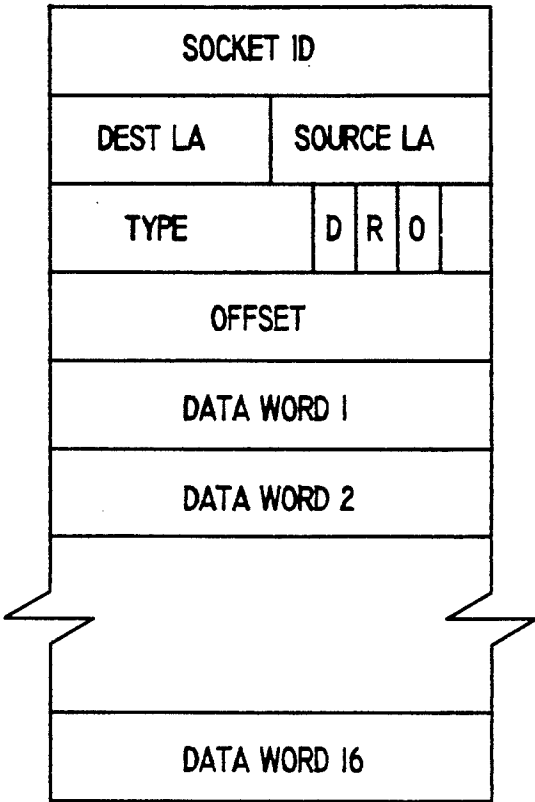 SOCKET ID
DEST LA SOURCE LA
TYPE D R O
OFFSET
DATA WORD 1
DATA WORD 2
DATA WORD 16